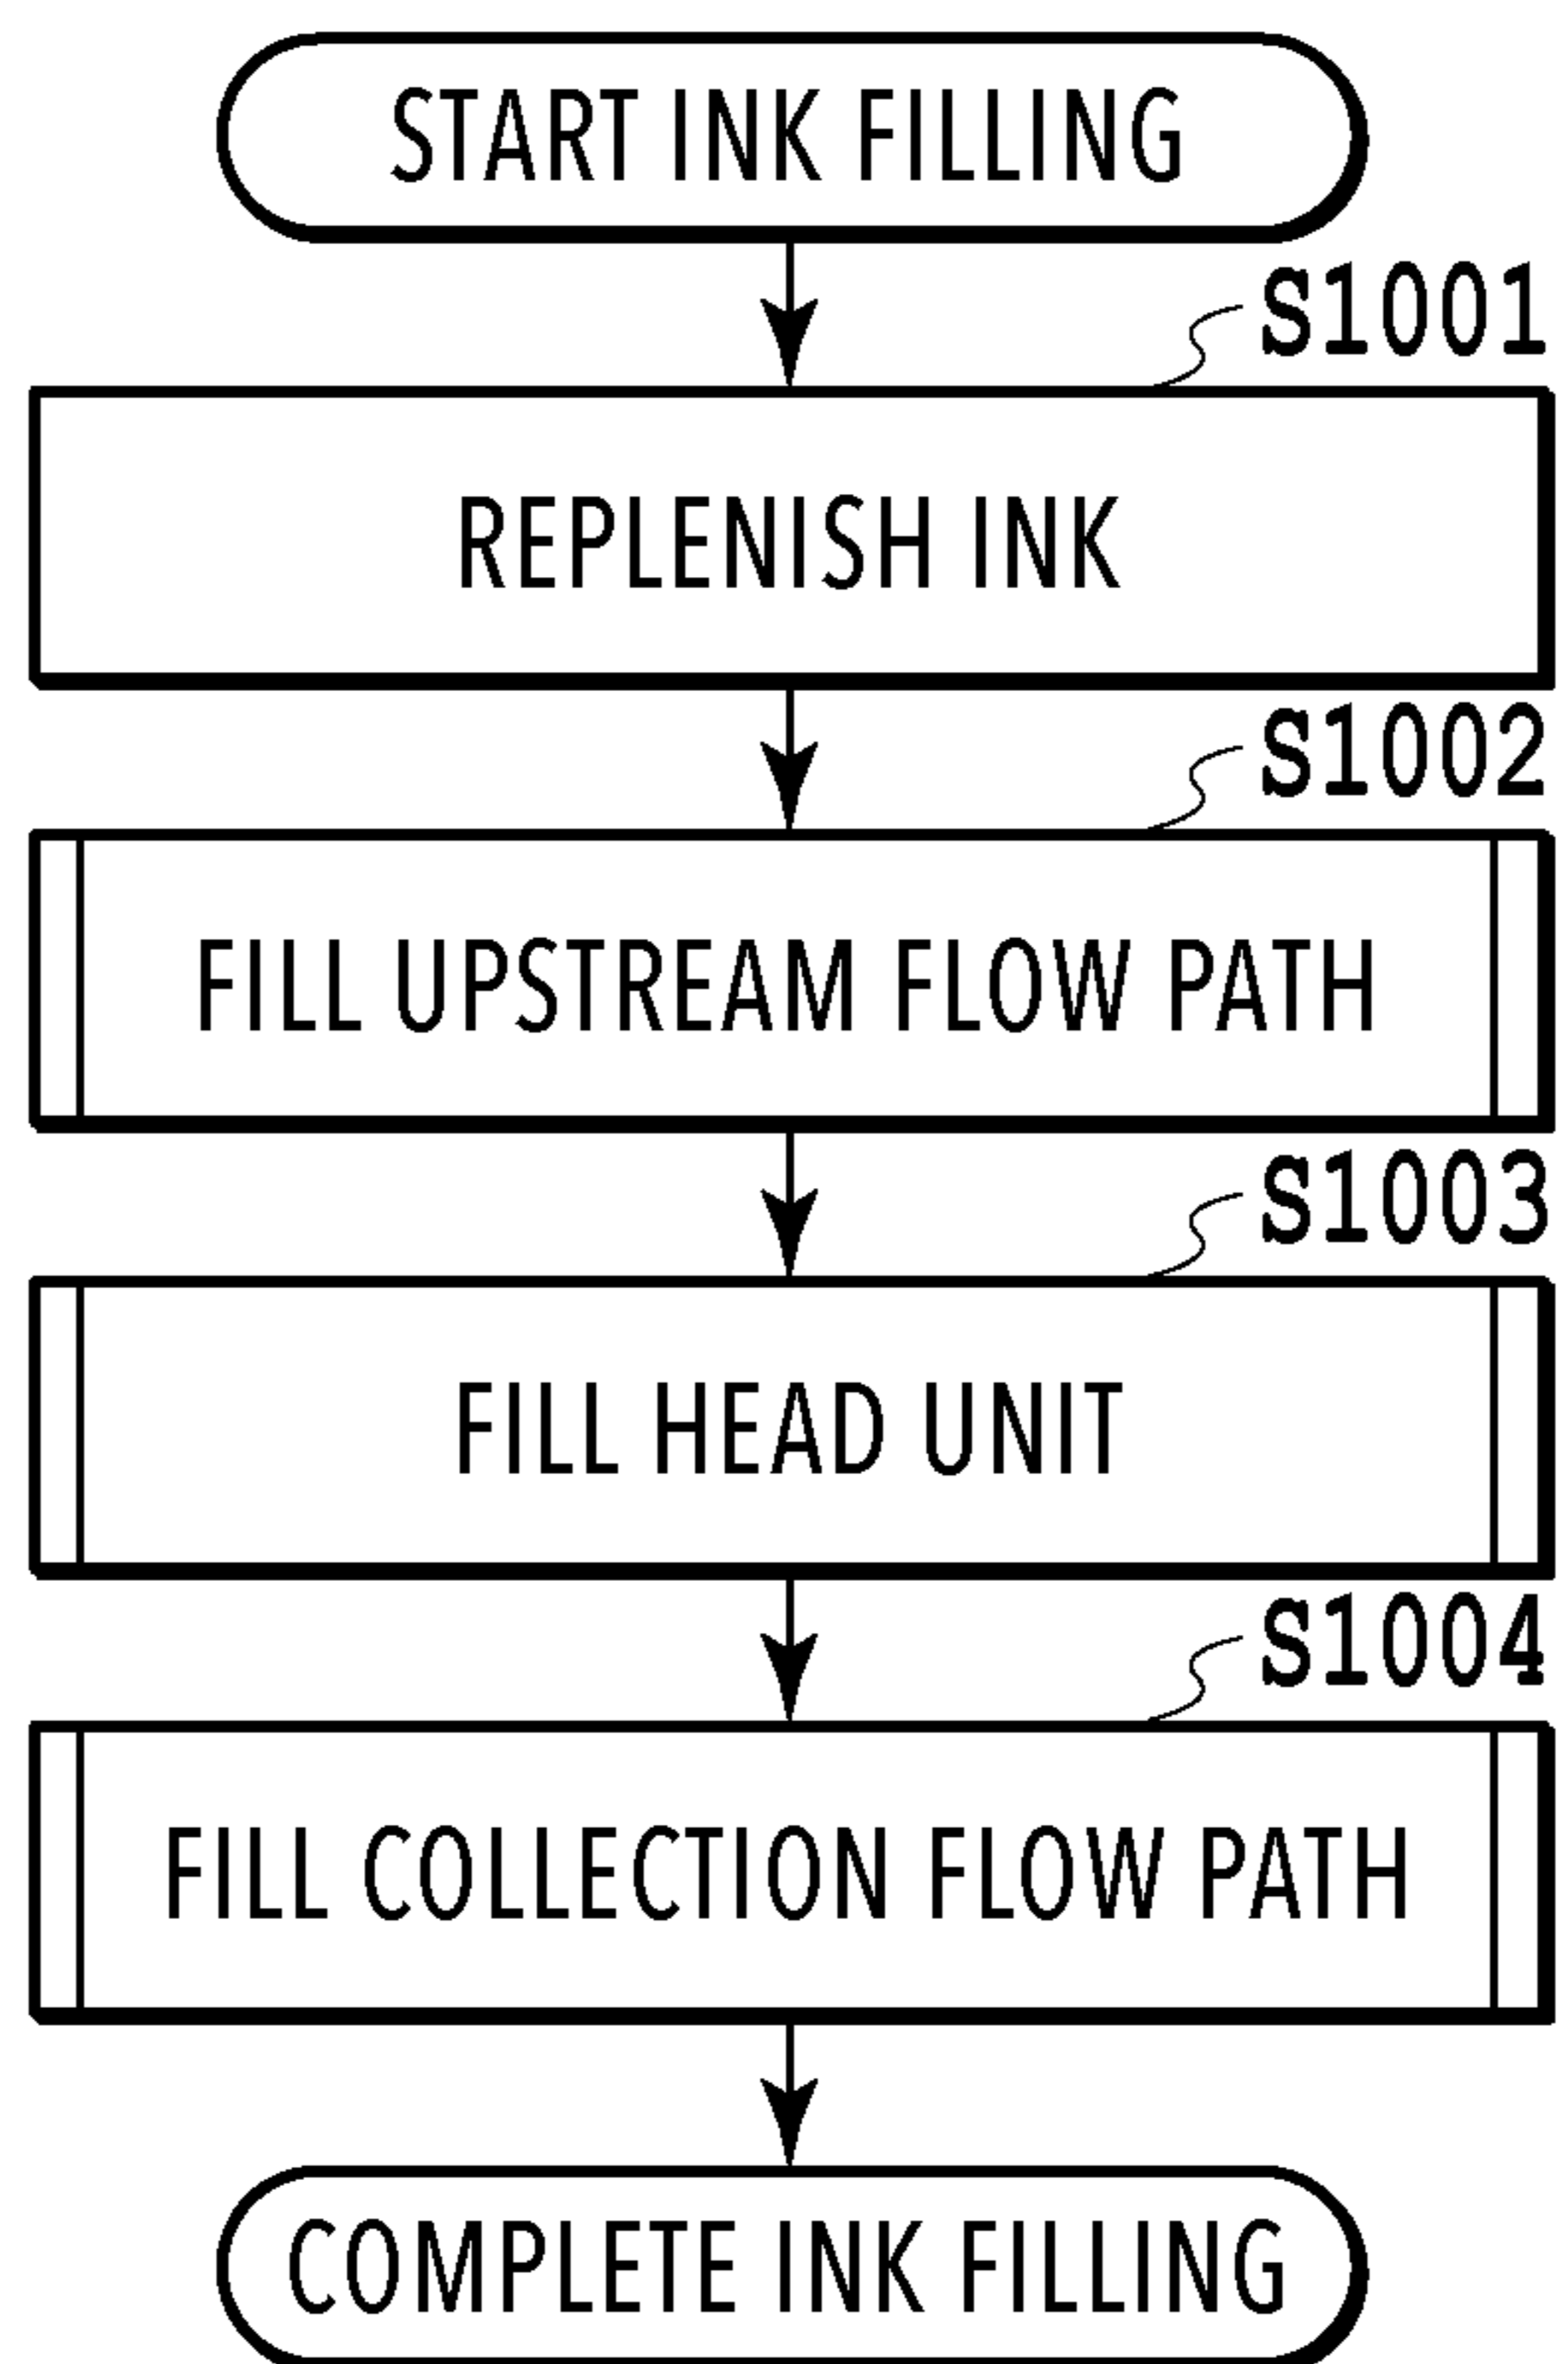 START INK FILLING
S1001
REPLENISH INK
S1002
FILL UPSTREAM FLOW PATH
S1003
FILL HEAD UNIT
S1004
FILL COLLECTION FLOW PATH
COMPLETE INK FILLING